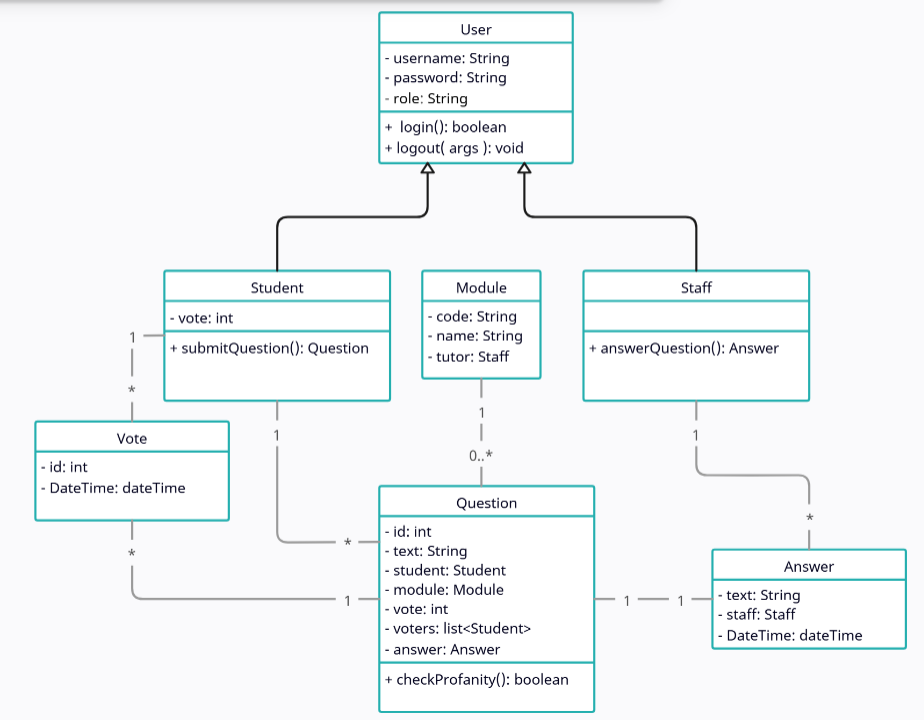 User
- username: String
- password: String
- role: String
+  login(): boolean
+ logout( args ): void
Student
- vote: int
+ submitQuestion(): Question
Module
- code: String
- name: String
- tutor: Staff
Staff
+ answerQuestion(): Answer
1
*
1
1
0..*
1
*
Vote
- id: int
- DateTime: dateTime
*
1
*
Question
- id: int
- text: String
- student: Student
- module: Module
- vote: int
- voters: list<Student>
- answer: Answer
+ checkProfanity(): boolean
1
1
Answer
- text: String
- staff: Staff
- DateTime: dateTime